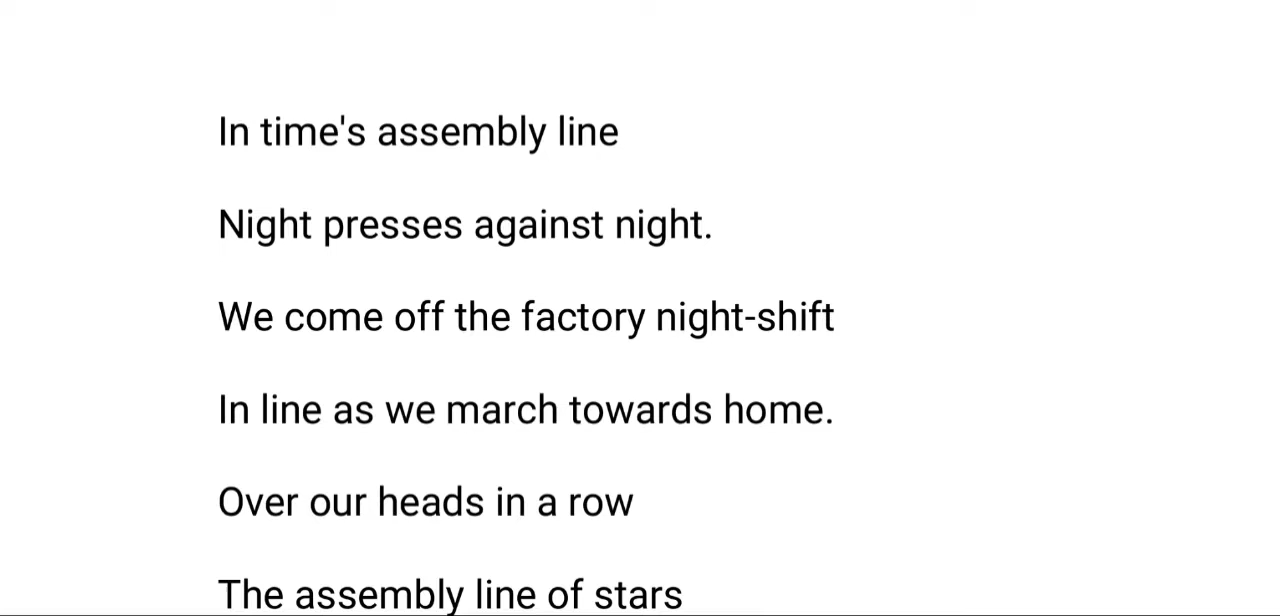 In time's assembly line
Night presses against night.
We come off the factory night-shift
In line as we march towards home.
Over our heads in a row
The assembly line of stars